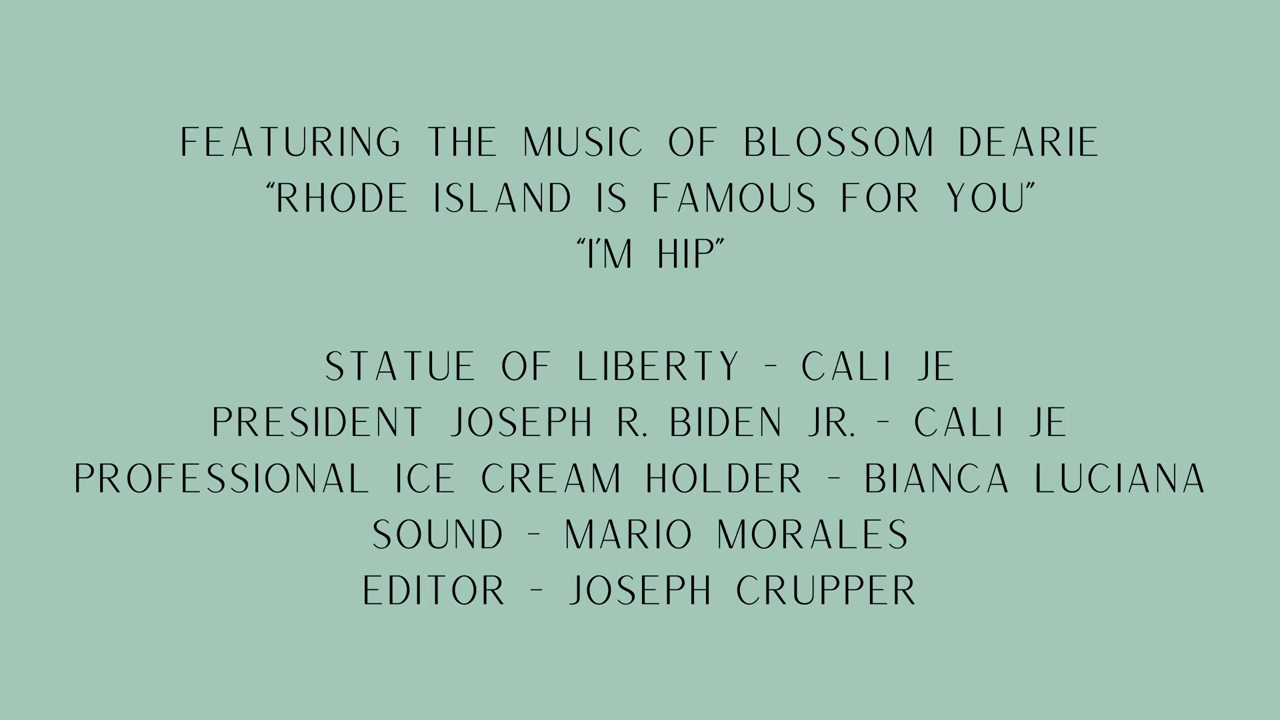 FEATURING THE MUSIC OF BLOSSOM DEARIE
“RHODE ISLAND IS FAMOUS FOR YOU”
“I’M HIP”
STATUE OF LIBERTY - CALI JE
PRESIDENT JOSEPH R. BIDEN JR. - CALI JE
PROFESSIONAL ICE CREAM HOLDER - BIANCA LUCIANA
SOUND - MARIO MORALES
EDITOR - JOSEPH CRUPPER